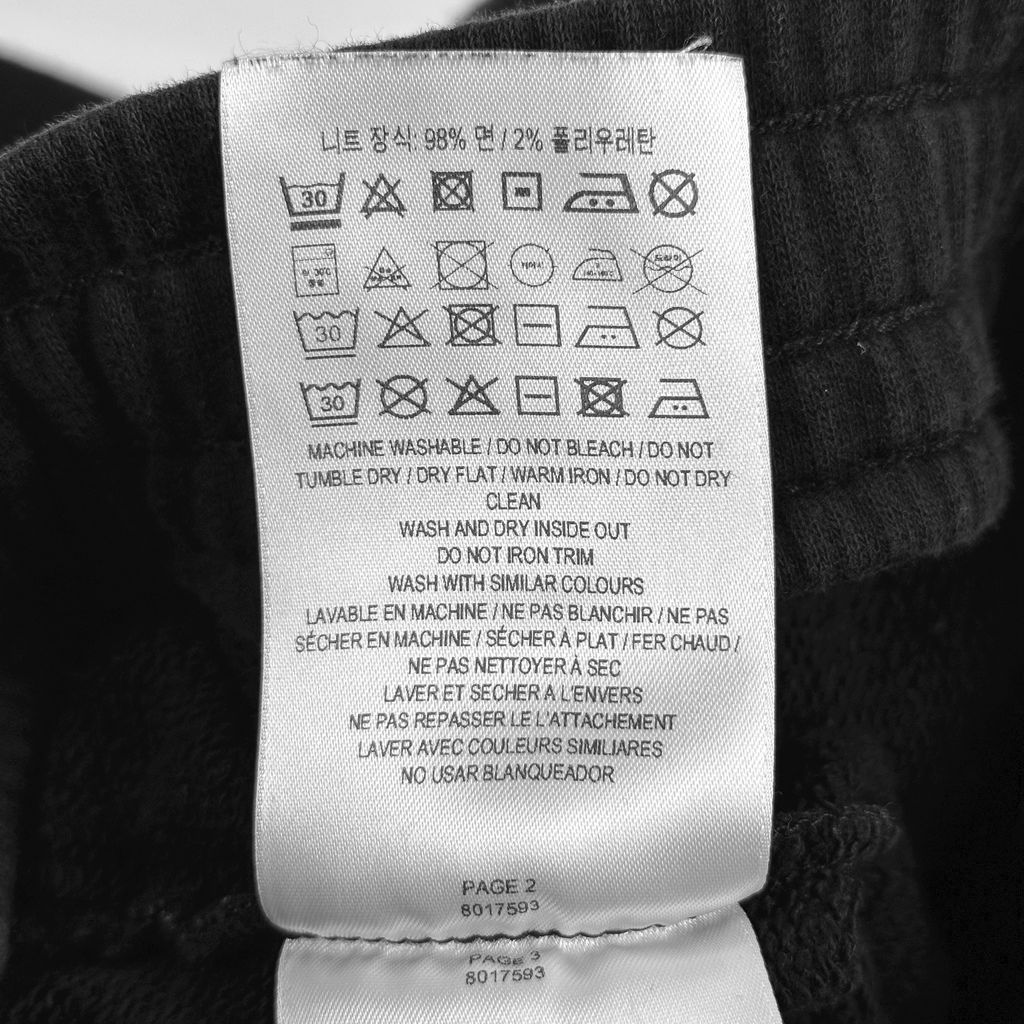 니트 장식: 98% 면 / 2% 폴리우레탄
30
30
30
MACHINE WASHABLE / DO NOT BLEACH / DO NOT
TUMBLE DRY / DRY FLAT / WARM IRON / DO NOT DRY
CLEAN
WASH AND DRY INSIDE OUT
DO NOT IRON TRIM
WASH WITH SIMILAR COLOURS
LAVABLE EN MACHINE / NE PAS BLANCHIR / NE PAS
SÉCHER EN MACHINE / SÉCHER À PLAT / FER CHAUD /
NE PAS NETTOYER À SEC
LAVER ET SECHER A L'ENVERS
NE PAS REPASSER LE L'ATTACHEMENT
LAVER AVEC COULEURS SIMILIARES
NO USAR BLANQUEADOR
PAGE 2
8017593
PAGE 3
8017593